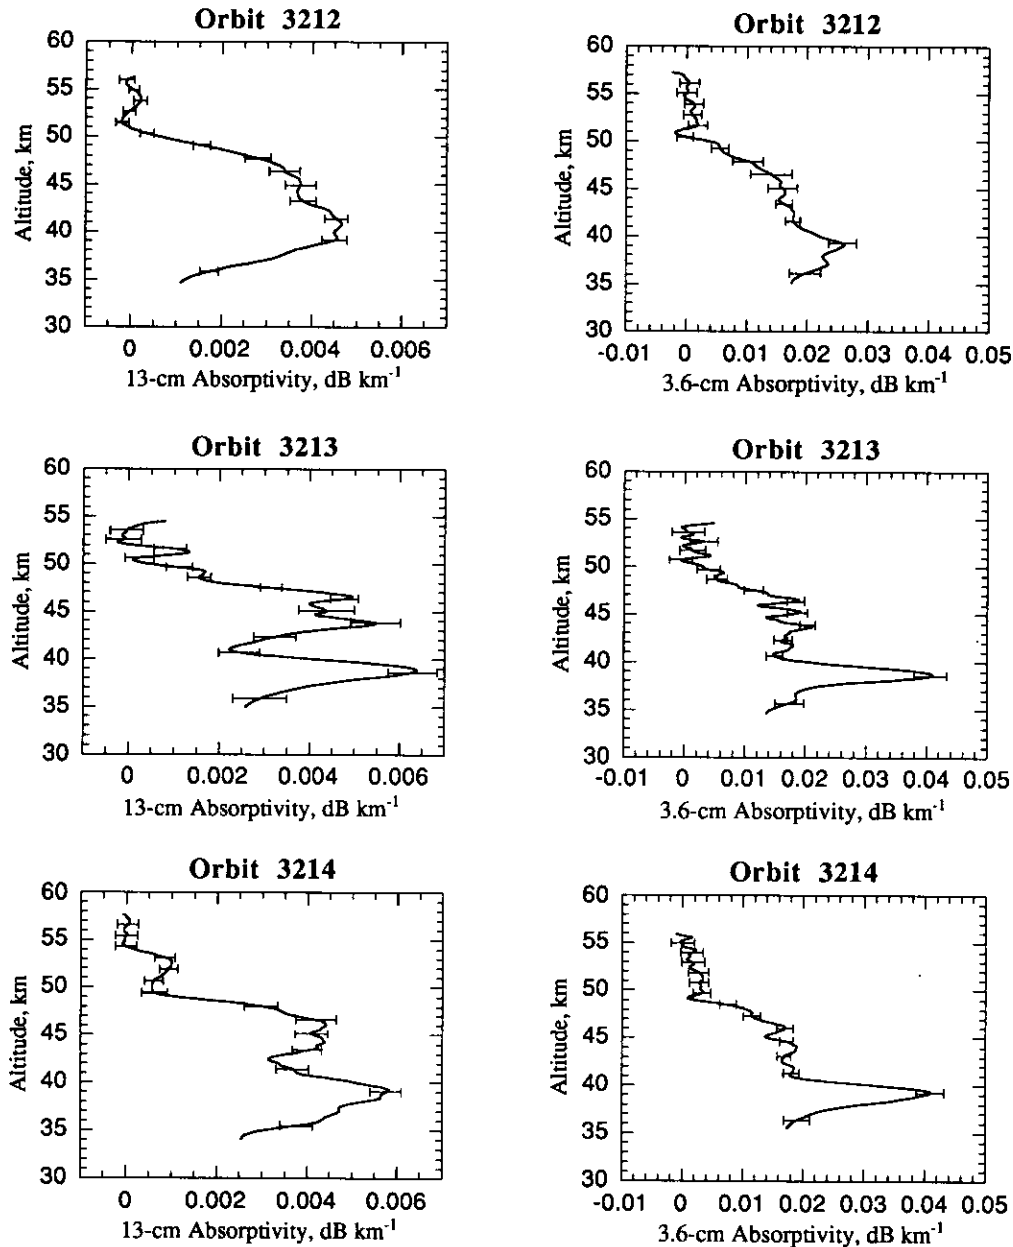 Orbit 3212
60
55
50
45
40
35
30
Altitude, km
0 0.002 0.004 0.006
13-cm Absorptivity, dB km-1
Orbit 3212
60
55
50
45
40
35
30
Altitude, km
-0.01 0 0.01 0.02 0.03 0.04 0.05
3.6-cm Absorptivity, dB km-1
Orbit 3213
60
55
50
45
40
35
30
Altitude, km
0 0.002 0.004 0.006
13-cm Absorptivity, dB km-1
Orbit 3213
60
55
50
45
40
35
30
Altitude, km
-0.01 0 0.01 0.02 0.03 0.04 0.05
3.6-cm Absorptivity, dB km-1
Orbit 3214
60
55
50
45
40
35
30
Altitude, km
0 0.002 0.004 0.006
13-cm Absorptivity, dB km-1
Orbit 3214
60
55
50
45
40
35
30
Altitude, km
-0.01 0 0.01 0.02 0.03 0.04 0.05
3.6-cm Absorptivity, dB km-1